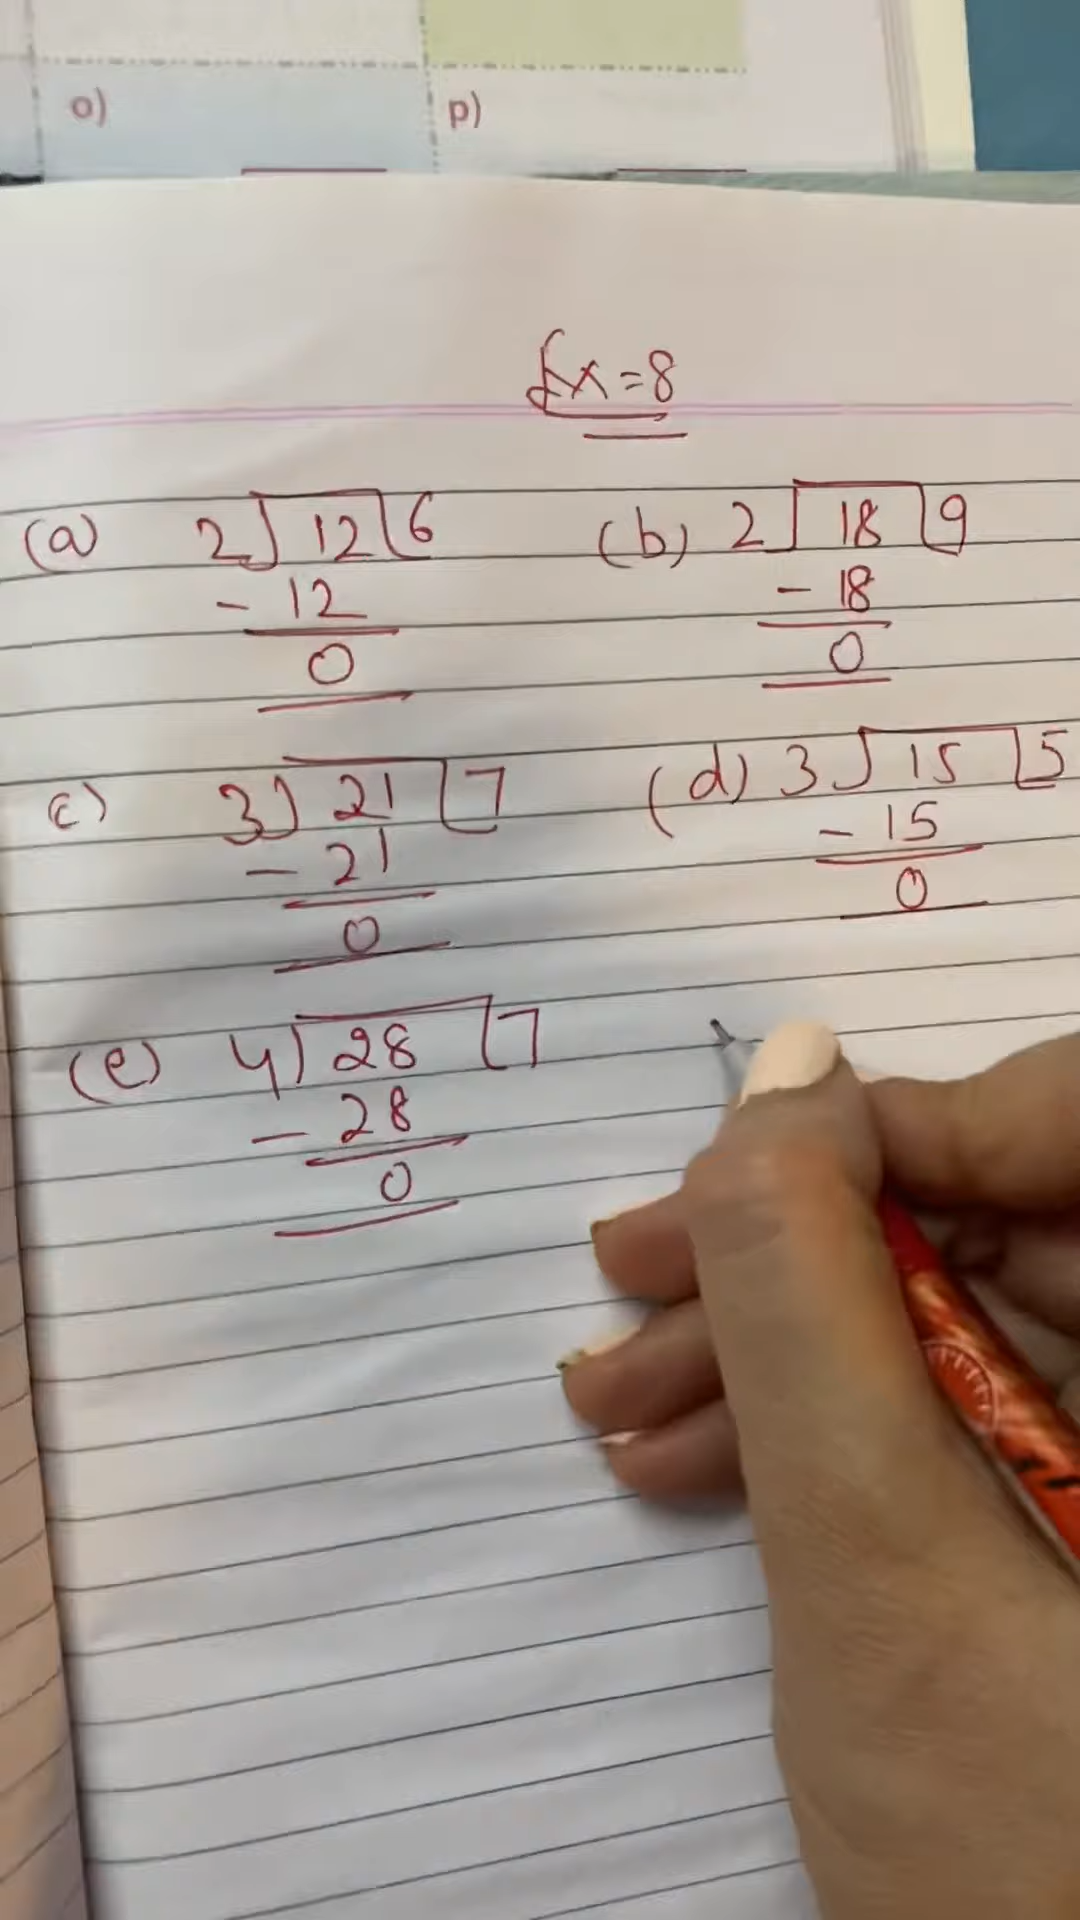 o) p)
Ex=8
(a) 2) 12 6 (b) 2 18 9
- 12 - 18
0 0
c) 3) 21 7 (d) 3 15 5
- 21 - 15
0 0
(e) 4) 28 7
- 28
0